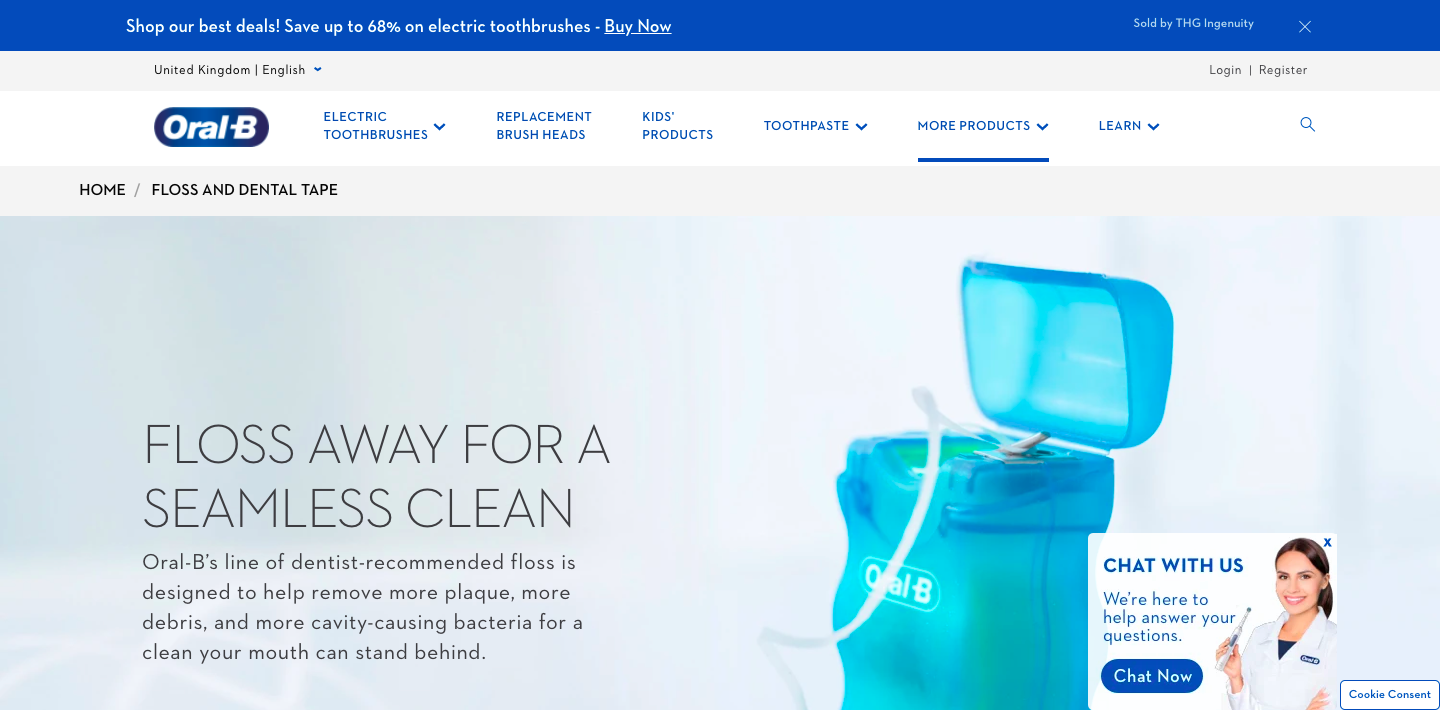 Shop our best deals! Save up to 68% on electric toothbrushes - Buy Now
Sold by THG Ingenuity
United Kingdom | English
Login | Register
Oral-B
ELECTRIC
TOOTHBRUSHES
REPLACEMENT
BRUSH HEADS
KIDS'
PRODUCTS
TOOTHPASTE
MORE PRODUCTS
LEARN
HOME / FLOSS AND DENTAL TAPE
FLOSS AWAY FOR A
SEAMLESS CLEAN
Oral-B’s line of dentist-recommended floss is
designed to help remove more plaque, more
debris, and more cavity-causing bacteria for a
clean your mouth can stand behind.
Oral-B
x
CHAT WITH US
We’re here to
help answer your
questions.
Chat Now
Oral-B
Cookie Consent